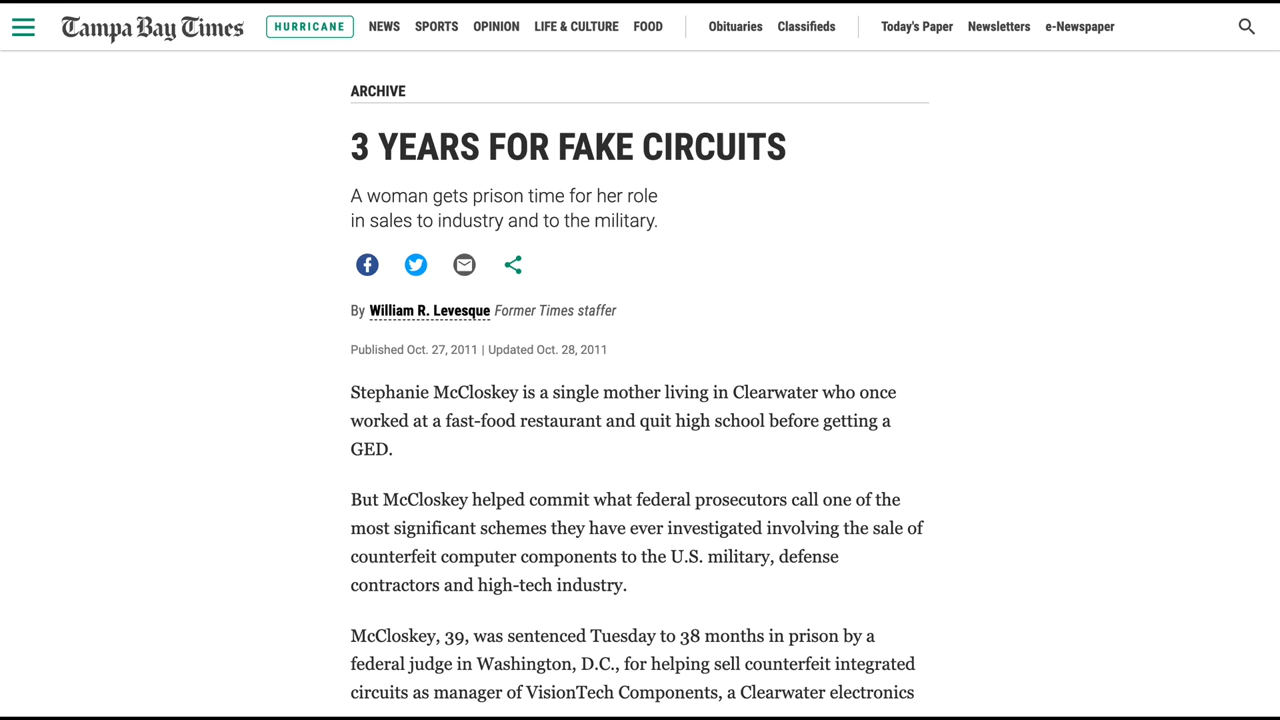 Tampa Bay Times HURRICANE NEWS SPORTS OPINION LIFE & CULTURE FOOD Obituaries Classifieds Today's Paper Newsletters e-Newspaper
ARCHIVE
3 YEARS FOR FAKE CIRCUITS
A woman gets prison time for her role
in sales to industry and to the military.
By William R. Levesque Former Times staffer
Published Oct. 27, 2011 | Updated Oct. 28, 2011
Stephanie McCloskey is a single mother living in Clearwater who once
worked at a fast-food restaurant and quit high school before getting a
GED.
But McCloskey helped commit what federal prosecutors call one of the
most significant schemes they have ever investigated involving the sale of
counterfeit computer components to the U.S. military, defense
contractors and high-tech industry.
McCloskey, 39, was sentenced Tuesday to 38 months in prison by a
federal judge in Washington, D.C., for helping sell counterfeit integrated
circuits as manager of VisionTech Components, a Clearwater electronics